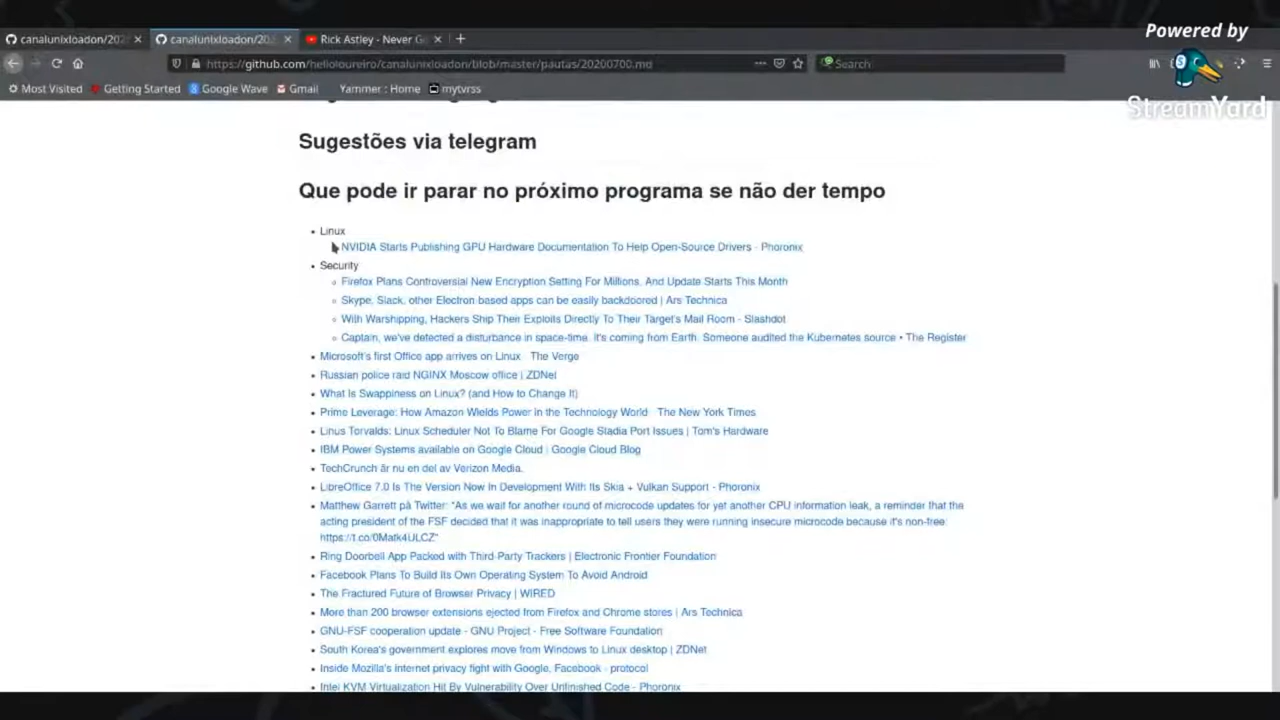 Powered by
StreamYard
canalunixloadon/202
canalunixloadon/20
Rick Astley - Never G
https://github.com/helioloureiro/canalunixloadon/blob/master/pautas/20200700.md
Search
Most Visited
Getting Started
Google Wave
Gmail
Yammer : Home
mytvrss
Sugestões via telegram
Que pode ir parar no próximo programa se não der tempo
Linux
NVIDIA Starts Publishing GPU Hardware Documentation To Help Open-Source Drivers - Phoronix
Security
Firefox Plans Controversial New Encryption Setting For Millions, And Update Starts This Month
Skype, Slack, other Electron-based apps can be easily backdoored | Ars Technica
With Warshipping, Hackers Ship Their Exploits Directly To Their Target's Mail Room - Slashdot
Captain, we've detected a disturbance in space-time. It's coming from Earth. Someone audited the Kubernetes source • The Register
Microsoft's first Office app arrives on Linux - The Verge
Russian police raid NGINX Moscow office | ZDNet
What Is Swappiness on Linux? (and How to Change It)
Prime Leverage: How Amazon Wields Power in the Technology World - The New York Times
Linus Torvalds: Linux Scheduler Not To Blame For Google Stadia Port Issues | Tom's Hardware
IBM Power Systems available on Google Cloud | Google Cloud Blog
TechCrunch är nu en del av Verizon Media.
LibreOffice 7.0 Is The Version Now In Development With Its Skia + Vulkan Support - Phoronix
Matthew Garrett på Twitter: "As we wait for another round of microcode updates for yet another CPU information leak, a reminder that the
acting president of the FSF decided that it was inappropriate to tell users they were running insecure microcode because it's non-free:
https://t.co/0Matk4ULCZ"
Ring Doorbell App Packed with Third-Party Trackers | Electronic Frontier Foundation
Facebook Plans To Build Its Own Operating System To Avoid Android
The Fractured Future of Browser Privacy | WIRED
More than 200 browser extensions ejected from Firefox and Chrome stores | Ars Technica
GNU-FSF cooperation update - GNU Project - Free Software Foundation
South Korea's government explores move from Windows to Linux desktop | ZDNet
Inside Mozilla's internet privacy fight with Google, Facebook - protocol
Intel KVM Virtualization Hit By Vulnerability Over Unfinished Code - Phoronix